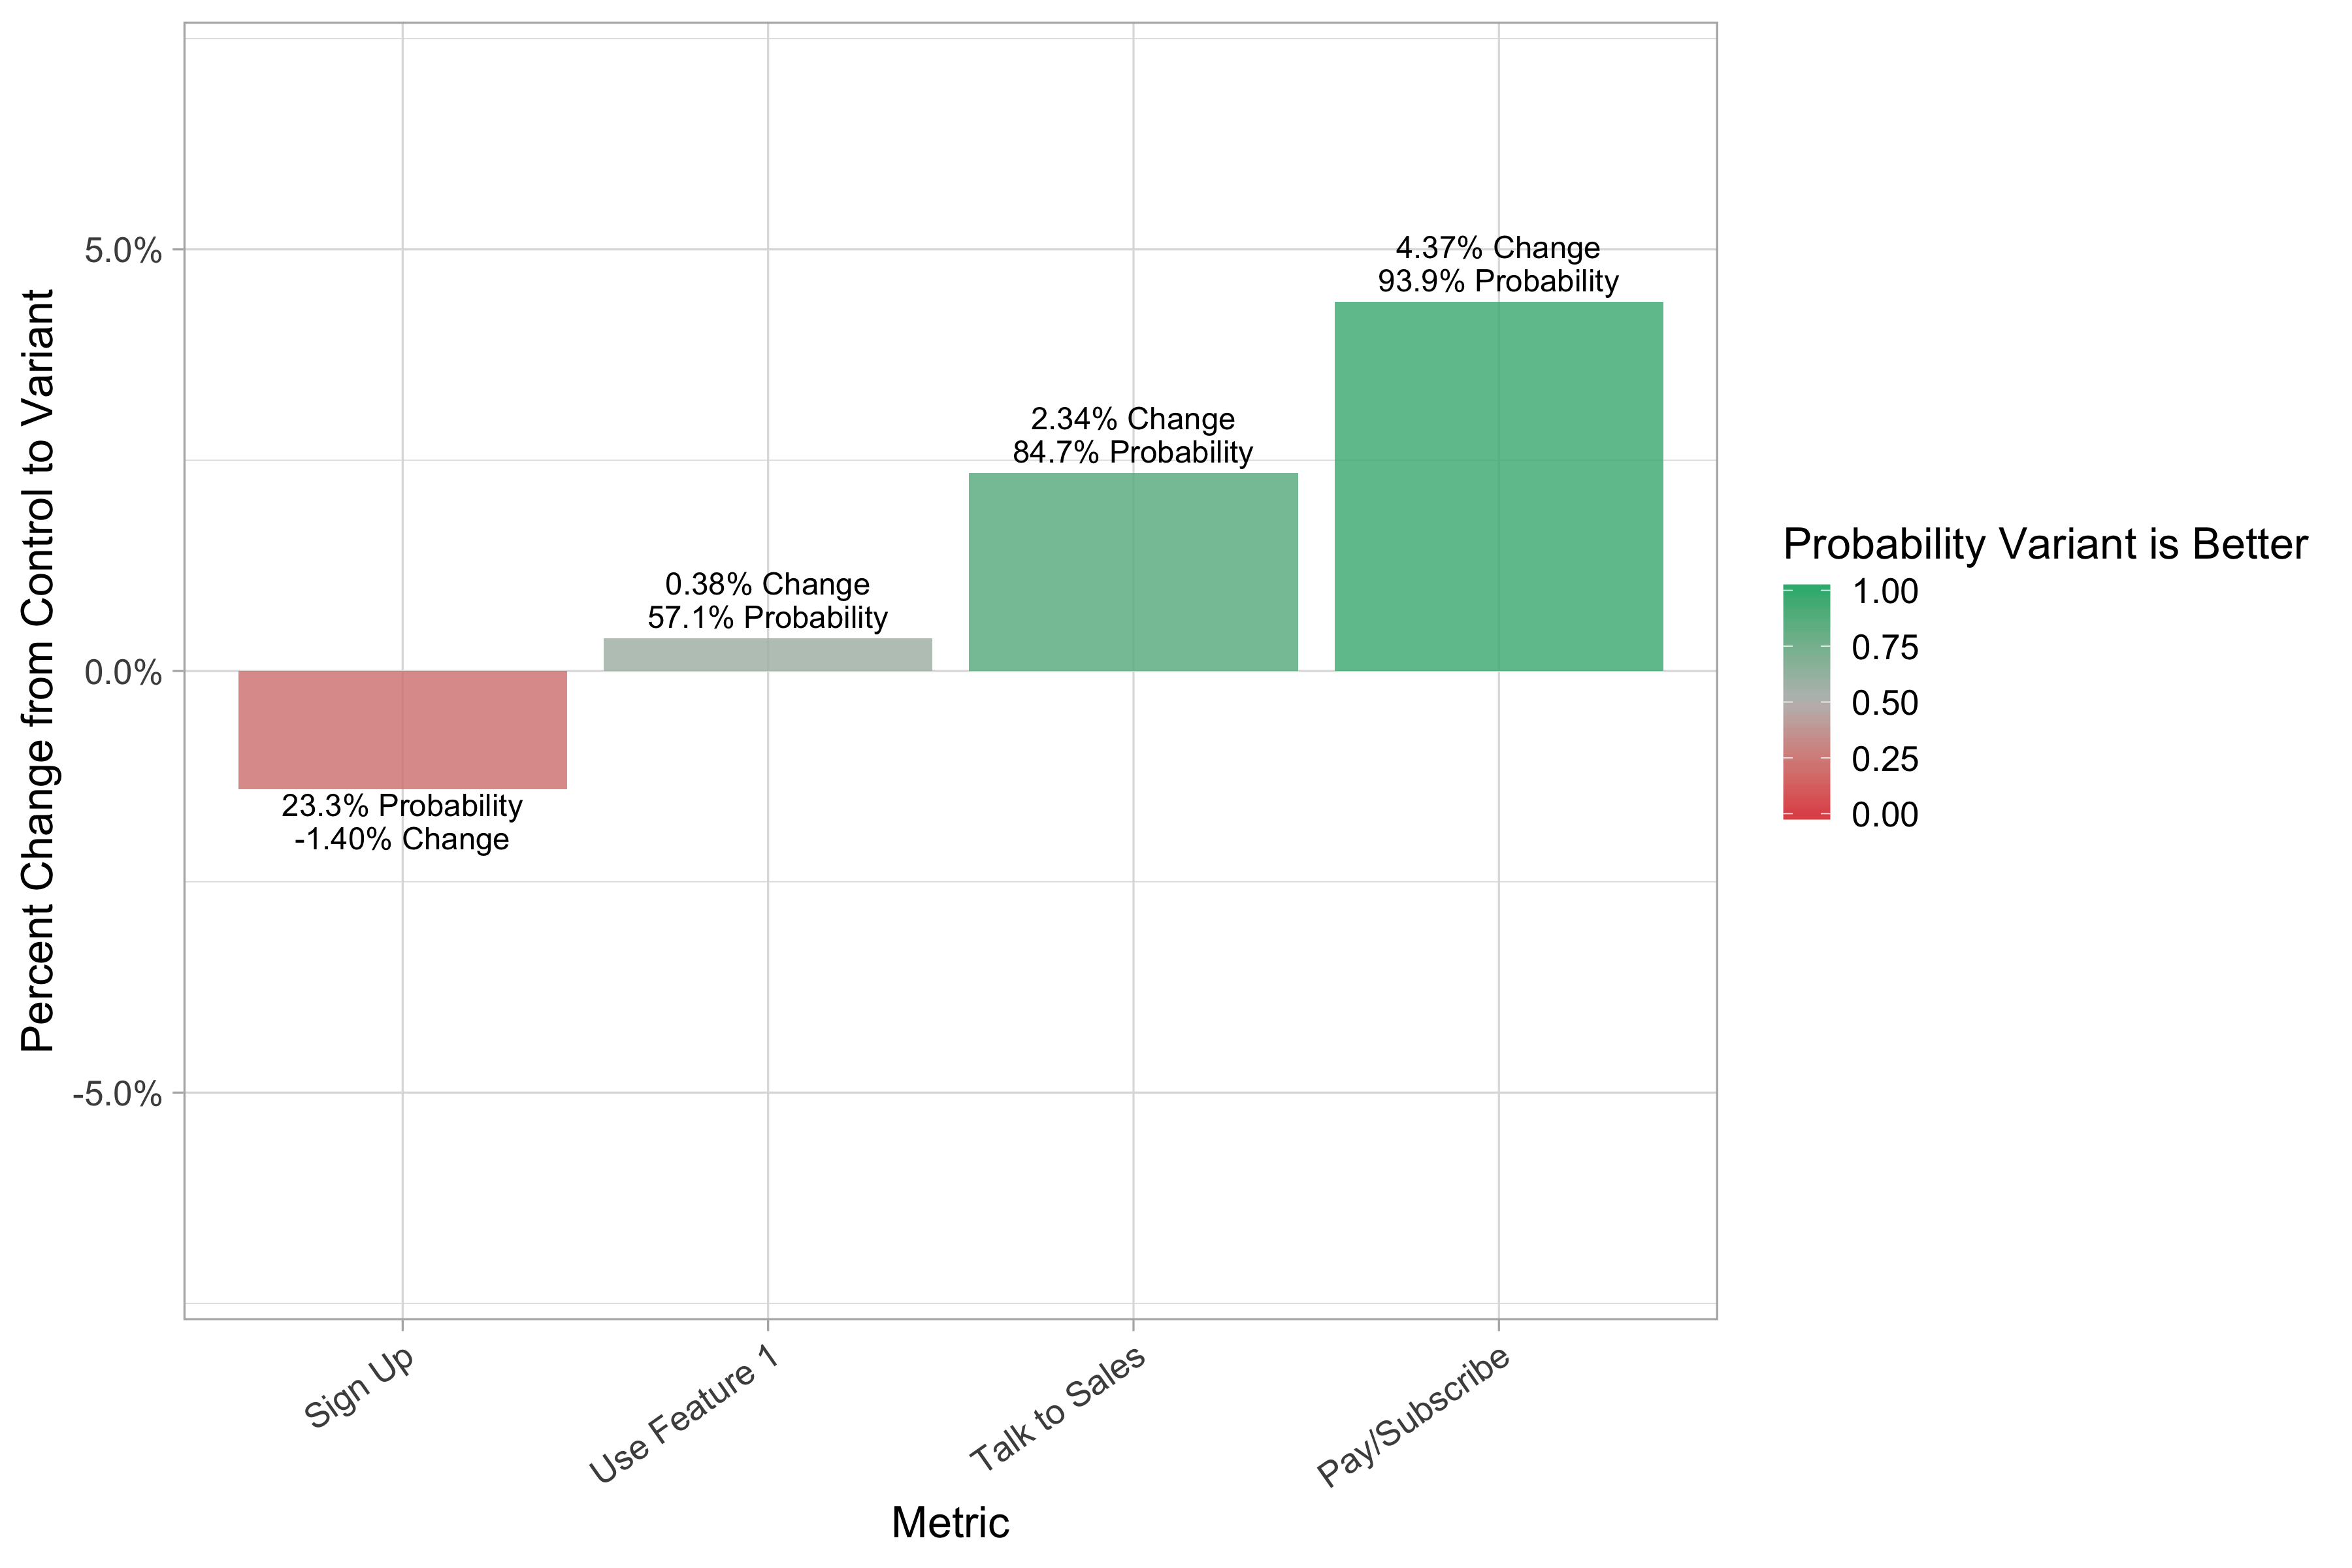 Percent Change from Control to Variant
5.0%
0.0%
-5.0%
4.37% Change
93.9% Probability
2.34% Change
84.7% Probability
0.38% Change
57.1% Probability
23.3% Probability
-1.40% Change
Sign Up
Use Feature 1
Talk to Sales
Pay/Subscribe
Metric
Probability Variant is Better
1.00
0.75
0.50
0.25
0.00